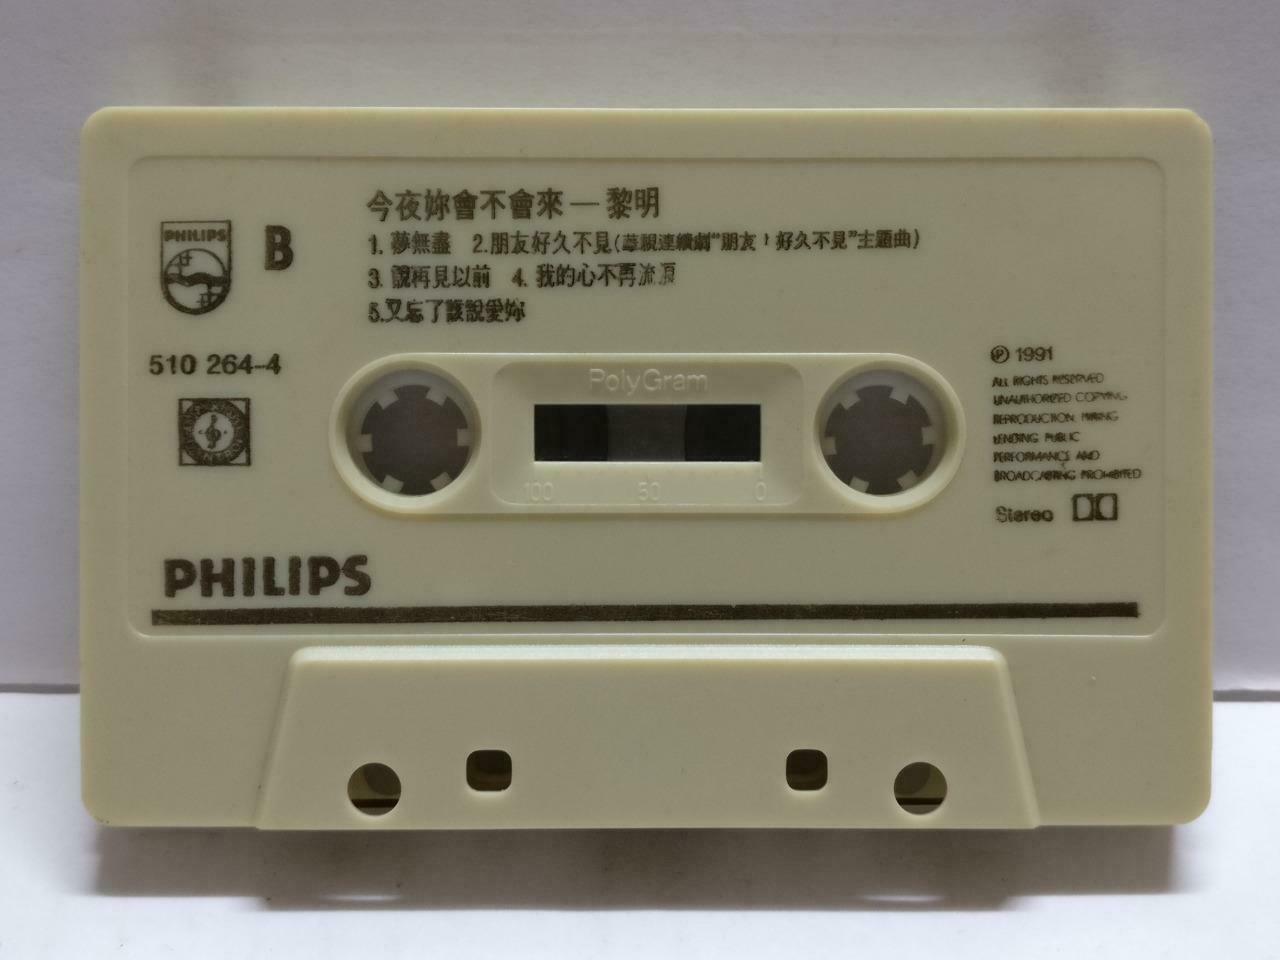 今夜妳會不會來 — 黎明
PHILIPS
B
1. 夢無盡 2. 朋友好久不見(華視連續劇"朋友，好久不見"主題曲)
3. 說再見以前 4. 我的心不再流浪
5. 又忘了該說愛妳
510 264-4
PolyGram
100 50 0
Ⓟ 1991
ALL RIGHTS RESERVED
UNAUTHORIZED COPYING
REPRODUCTION HIRING
LENDING PUBLIC
PERFORMANCE AND
BROADCASTING PROHIBITED
Stereo
PHILIPS